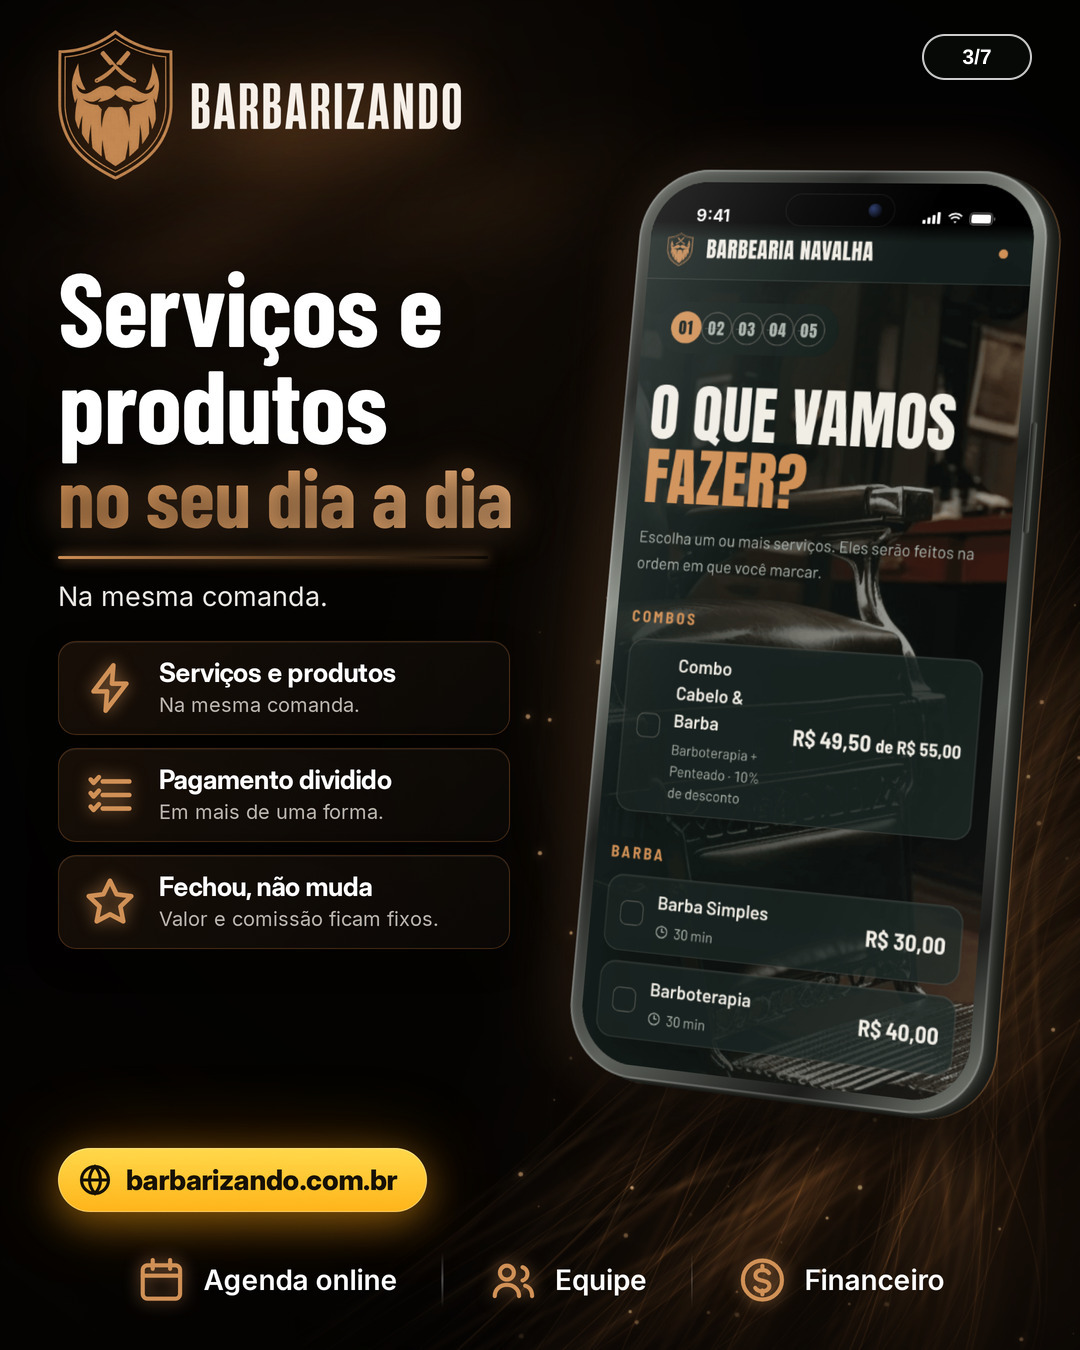 BARBARIZANDO
3/7
Serviços e
produtos
no seu dia a dia
Na mesma comanda.
Serviços e produtos
Na mesma comanda.
Pagamento dividido
Em mais de uma forma.
Fechou, não muda
Valor e comissão ficam fixos.
9:41
BARBEARIA NAVALHA
01 02 03 04 05
O QUE VAMOS
FAZER?
Escolha um ou mais serviços. Eles serão feitos na
ordem em que você marcar.
COMBOS
Combo
Cabelo &
Barba
Barboterapia +
Penteado · 10%
de desconto
R$ 49,50 de R$ 55,00
BARBA
Barba Simples
30 min
R$ 30,00
Barboterapia
30 min
R$ 40,00
barbarizando.com.br
Agenda online
Equipe
Financeiro